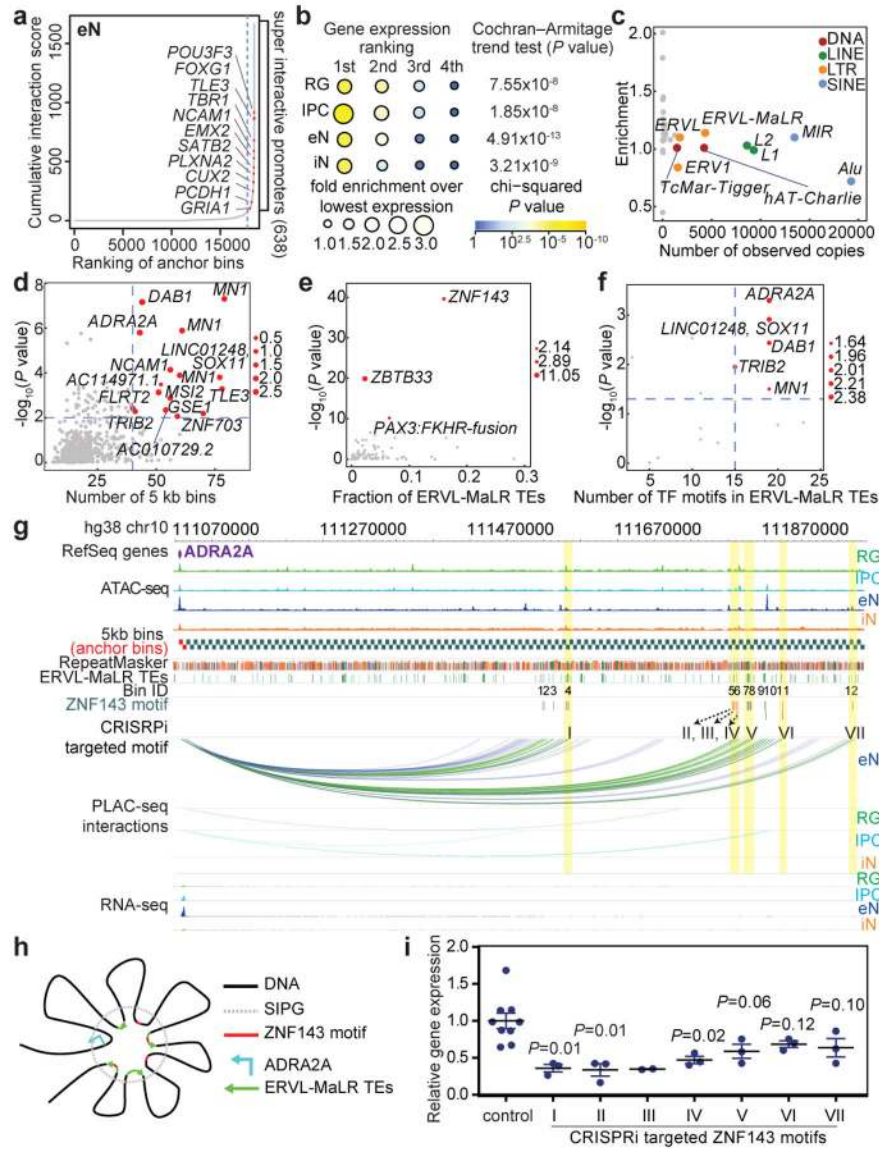 a
eN
Cumulative interaction score
1500
1000
500
0
POU3F3
FOXG1
TLE3
TBR1
NCAM1
EMX2
SATB2
PLXNA2
CUX2
PCDH1
GRIA1
super interactive promoters (638)
0 5000 10000 15000
Ranking of anchor bins
b
Gene expression ranking
Cochran–Armitage trend test (P value)
1st 2nd 3rd 4th
RG 7.55x10-8
IPC 1.85x10-8
eN 4.91x10-13
iN 3.21x10-9
fold enrichment over lowest expression
1.0 1.5 2.0 2.5 3.0
chi-squared P value
1 10^2.5 10^-5 10^-10
c
Enrichment
2.0
1.5
1.0
0.5
DNA
LINE
LTR
SINE
ERVL ERVL-MaLR
L2 MIR
L1
ERV1 Alu
TcMar-Tigger hAT-Charlie
0 5000 10000 15000 20000
Number of observed copies
d
-log10(P value)
8
6
4
2
0
DAB1 MN1
ADRA2A MN1
LINC01248, SOX11
NCAM1
AC114971.1 MN1
FLRT2 MSI2 TLE3
GSE1
TRIB2 ZNF703
AC010729.2
0.5
1.0
1.5
2.0
2.5
25 50 75
Number of 5 kb bins
e
-log10(P value)
40
30
20
10
0
ZNF143
ZBTB33
PAX3:FKHR-fusion
2.14
2.89
11.05
0 0.1 0.2 0.3
Fraction of ERVL-MaLR TEs
f
-log10(P value)
3
2
1
0
ADRA2A
LINC01248, SOX11
DAB1
TRIB2
MN1
1.64
1.96
2.01
2.21
2.38
5 10 15 20 25
Number of TF motifs in ERVL-MaLR TEs
g
hg38 chr10 111070000 111270000 111470000 111670000 111870000
RefSeq genes ADRA2A
RG
IPC
ATAC-seq
eN
iN
5kb bins
(anchor bins)
RepeatMasker
ERVL-MaLR TEs
Bin ID 123 4 56 78 910 11 12
ZNF143 motif
CRISRPi targeted motif I II, III, IV V VI VII
eN
PLAC-seq interactions
RG
IPC
iN
RG
IPC
RNA-seq
eN
iN
h
DNA
SIPG
ZNF143 motif
ADRA2A
ERVL-MaLR TEs
i
Relative gene expression
2.0
1.5
1.0
0.5
0.0
P=0.01 P=0.01 P=0.02 P=0.06 P=0.12 P=0.10
control I II III IV V VI VII
CRISPRi targeted ZNF143 motifs